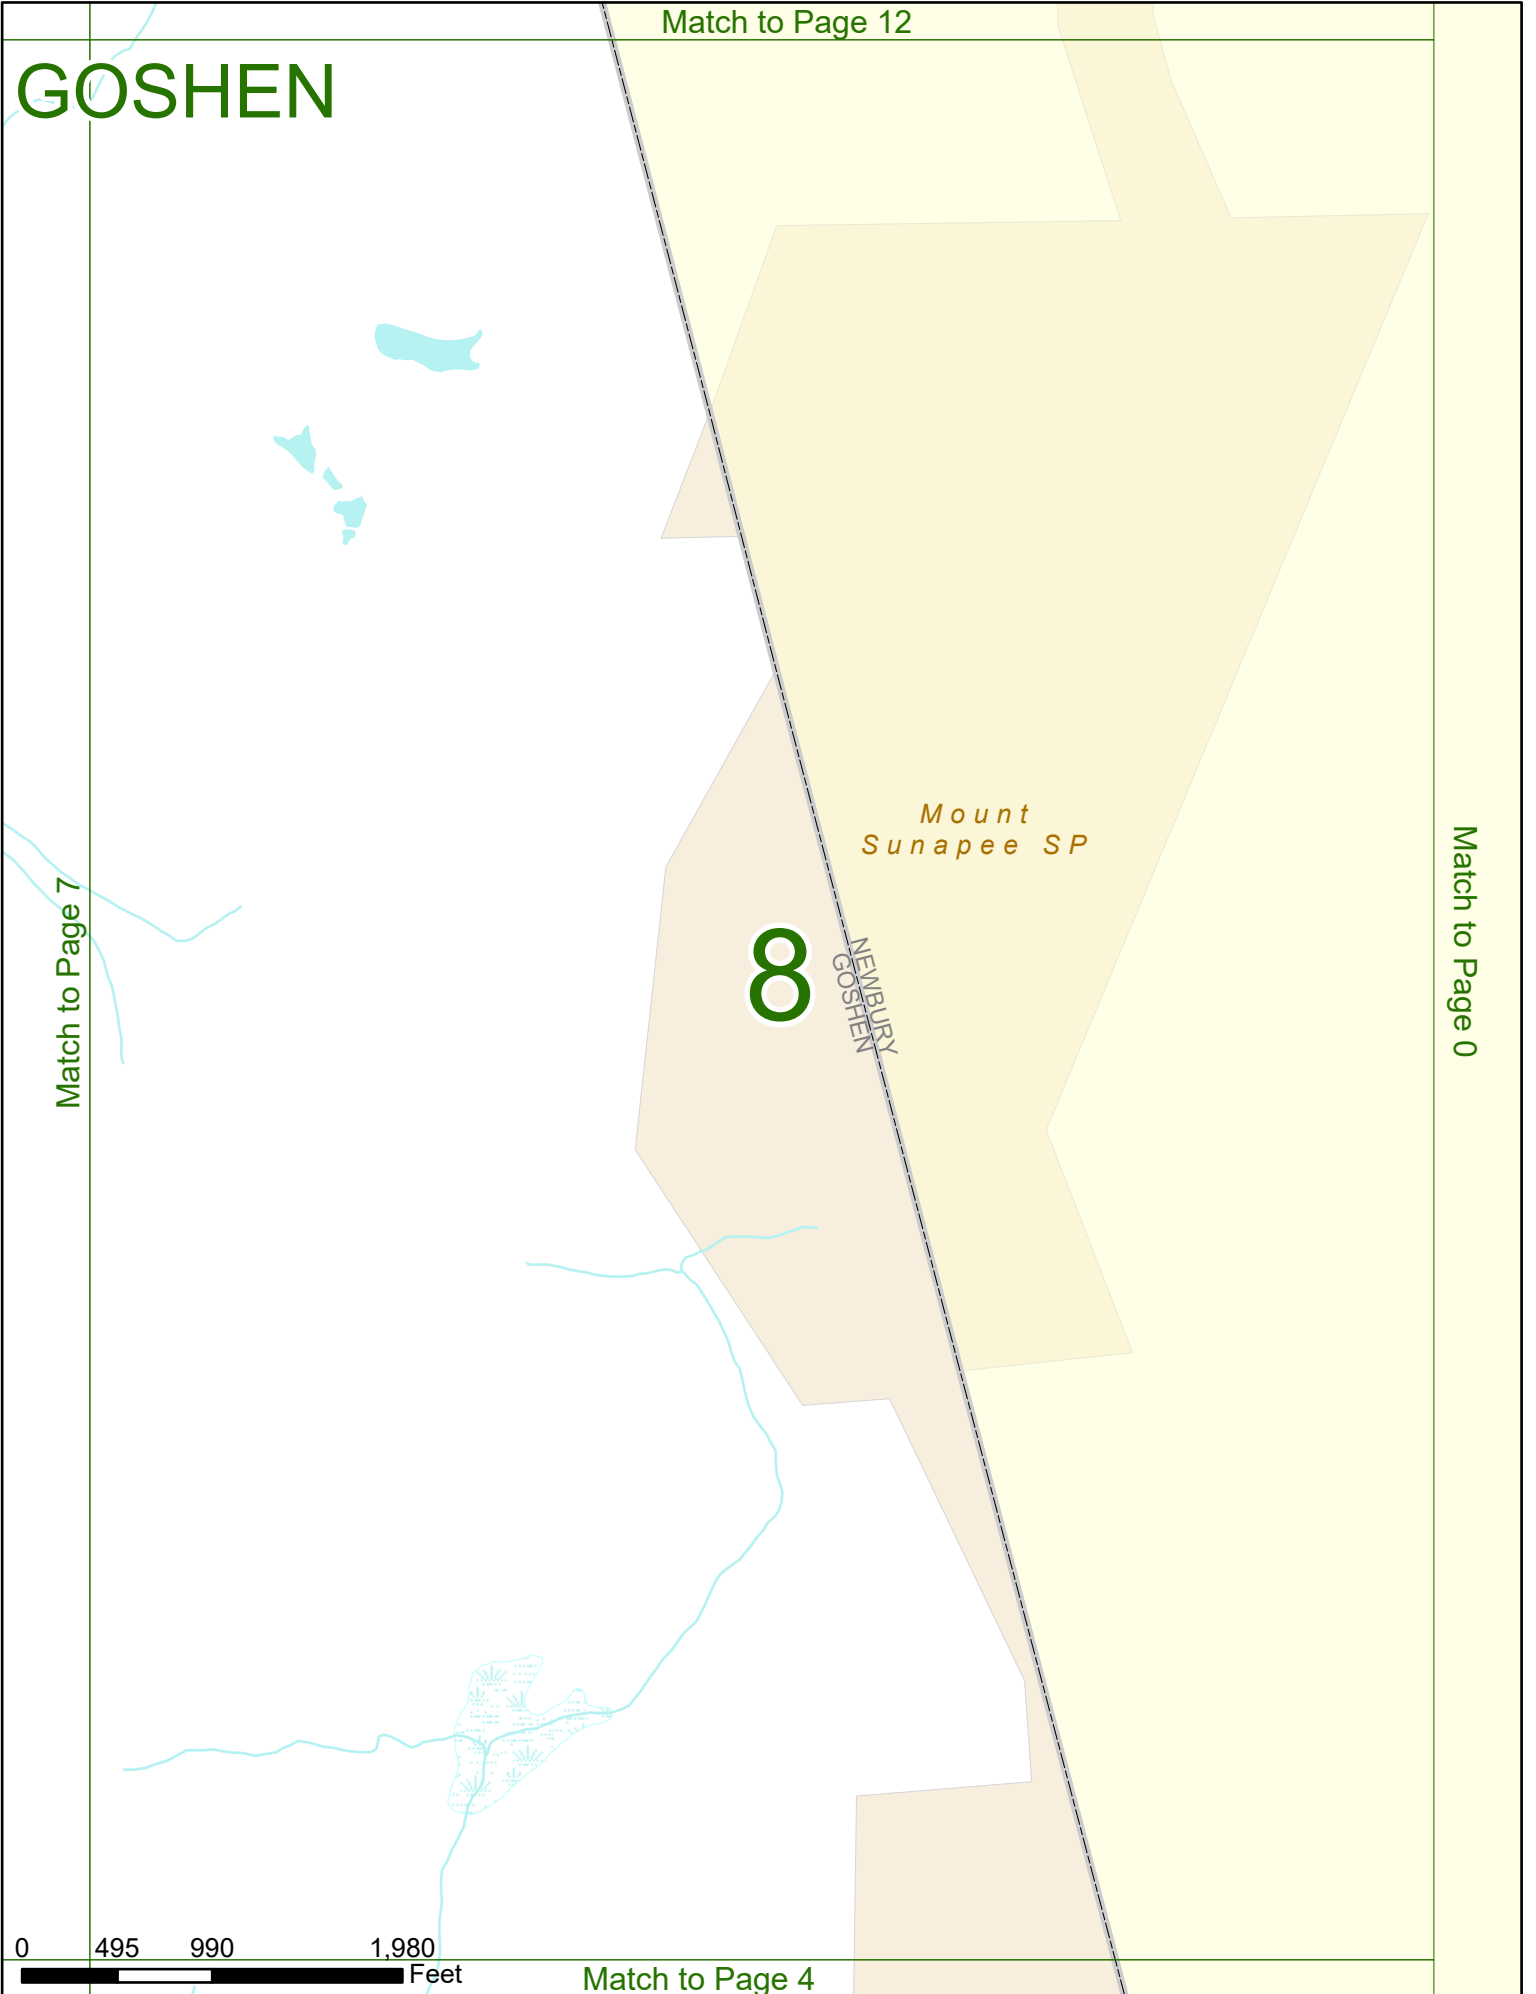 Match to Page 12
GOSHEN
Mount
Sunapee SP
8
NEWBURY
GOSHEN
Match to Page 7
Match to Page 0
0 495 990 1,980
Feet
Match to Page 4